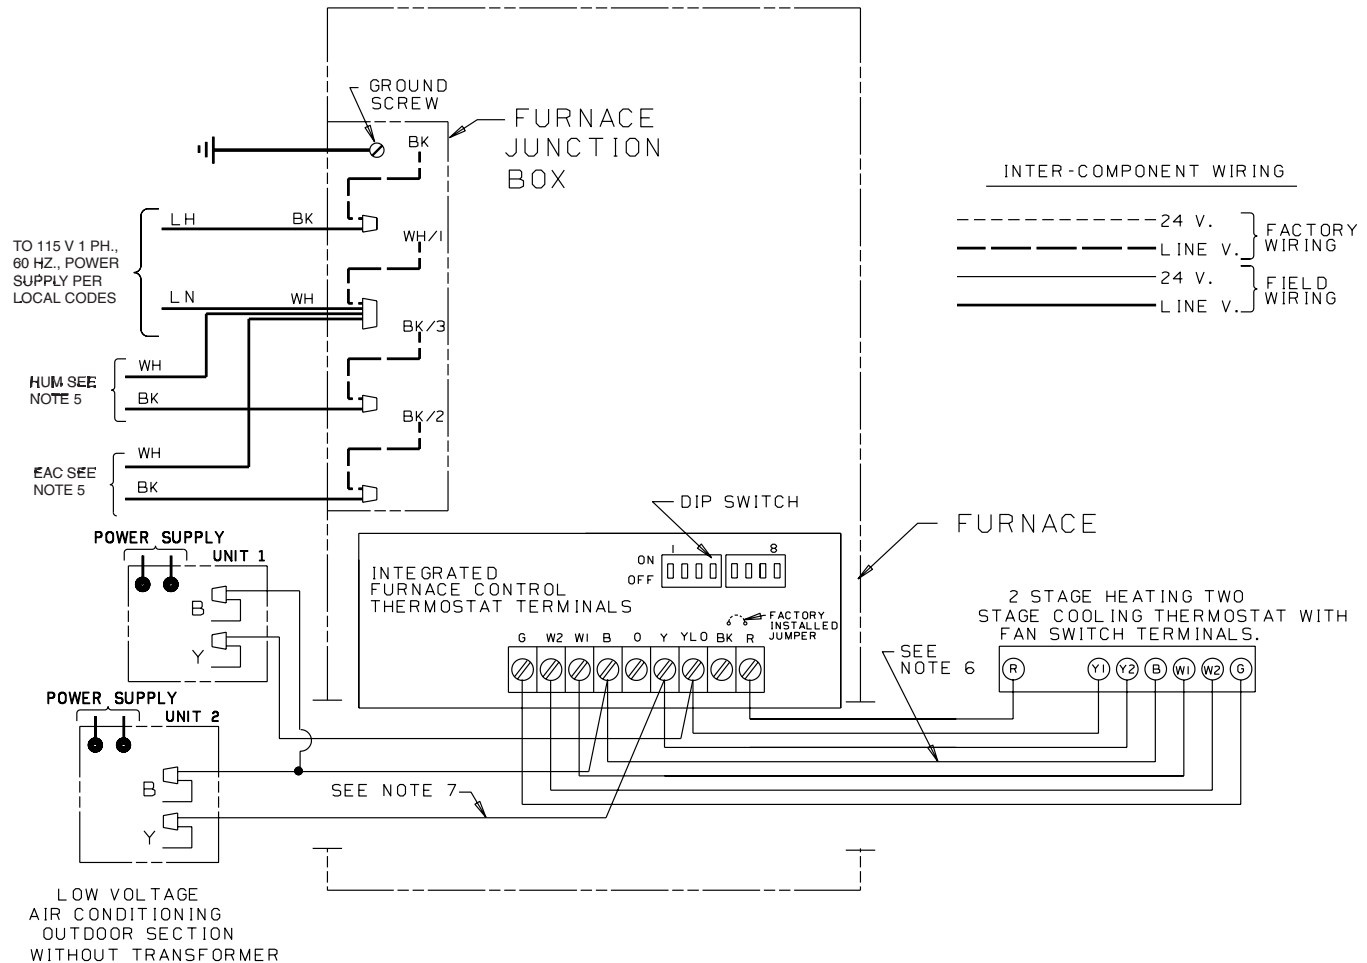 GROUND
SCREW
FURNACE
JUNCTION
BOX
BK
LH
BK
WH/1
TO 115 V 1 PH.,
60 HZ., POWER
SUPPLY PER
LOCAL CODES
LN
WH
BK/3
WH
HUM SEE
NOTE 5
BK
BK/2
WH
EAC SEE
NOTE 5
BK
INTER-COMPONENT WIRING
24 V.
LINE V.
FACTORY
WIRING
24 V.
LINE V.
FIELD
WIRING
DIP SWITCH
FURNACE
POWER SUPPLY
UNIT 1
B
Y
1
8
ON
OFF
INTEGRATED
FURNACE CONTROL
THERMOSTAT TERMINALS
FACTORY
INSTALLED
JUMPER
G W2 W1 B O Y YLO BK R
2 STAGE HEATING TWO
STAGE COOLING THERMOSTAT WITH
FAN SWITCH TERMINALS.
SEE
NOTE 6
R Y1 Y2 B W1 W2 G
POWER SUPPLY
UNIT 2
B
Y
SEE NOTE 7
LOW VOLTAGE
AIR CONDITIONING
OUTDOOR SECTION
WITHOUT TRANSFORMER